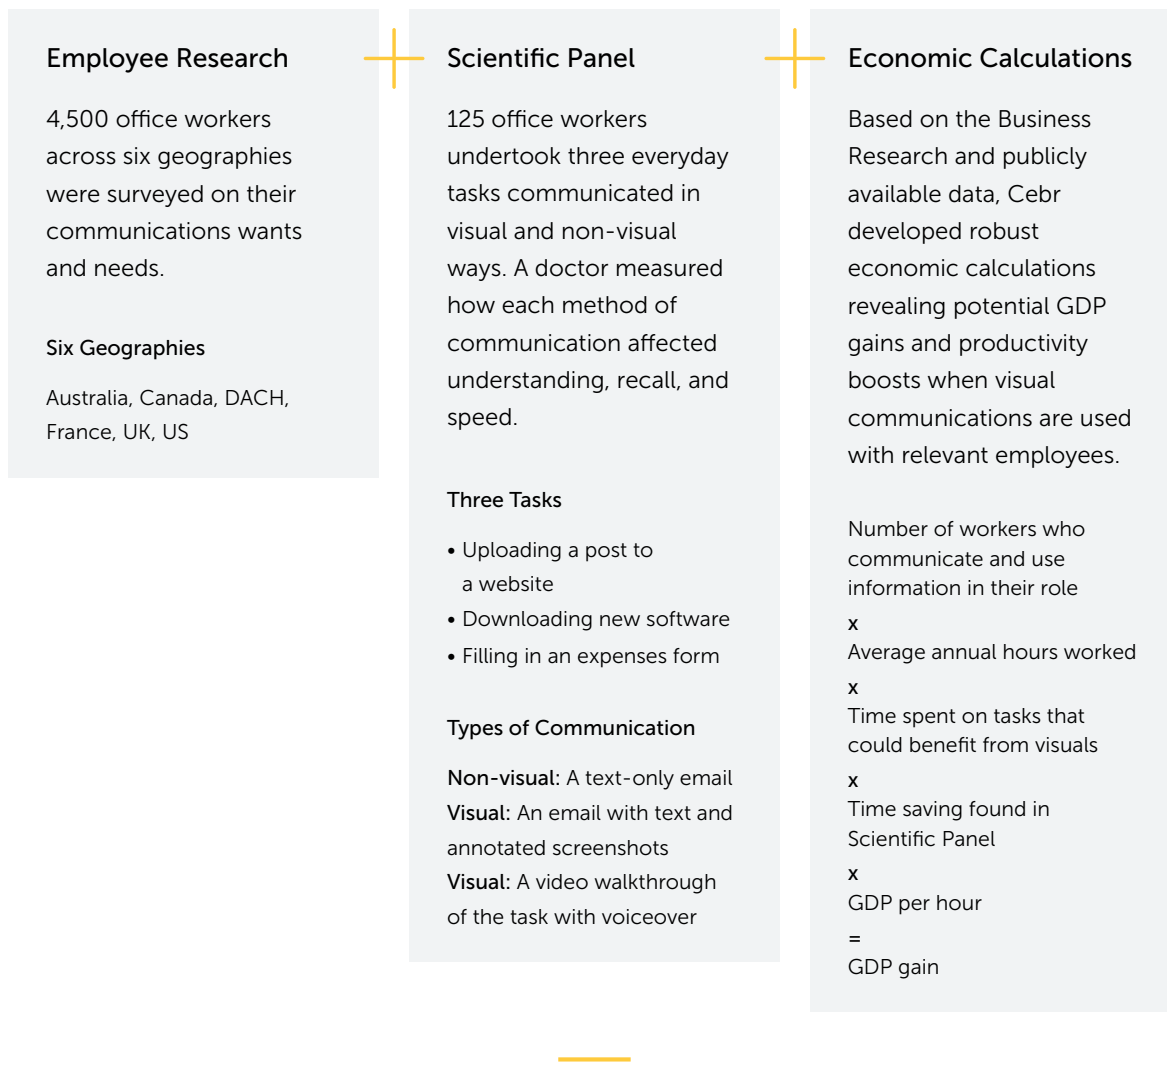 Employee Research
4,500 office workers
across six geographies
were surveyed on their
communications wants
and needs.
Six Geographies
Australia, Canada, DACH,
France, UK, US
Scientific Panel
125 office workers
undertook three everyday
tasks communicated in
visual and non-visual
ways. A doctor measured
how each method of
communication affected
understanding, recall, and
speed.
Three Tasks
• Uploading a post to
a website
• Downloading new software
• Filling in an expenses form
Types of Communication
Non-visual: A text-only email
Visual: An email with text and
annotated screenshots
Visual: A video walkthrough
of the task with voiceover
Economic Calculations
Based on the Business
Research and publicly
available data, Cebr
developed robust
economic calculations
revealing potential GDP
gains and productivity
boosts when visual
communications are used
with relevant employees.
Number of workers who
communicate and use
information in their role
x
Average annual hours worked
x
Time spent on tasks that
could benefit from visuals
x
Time saving found in
Scientific Panel
x
GDP per hour
=
GDP gain